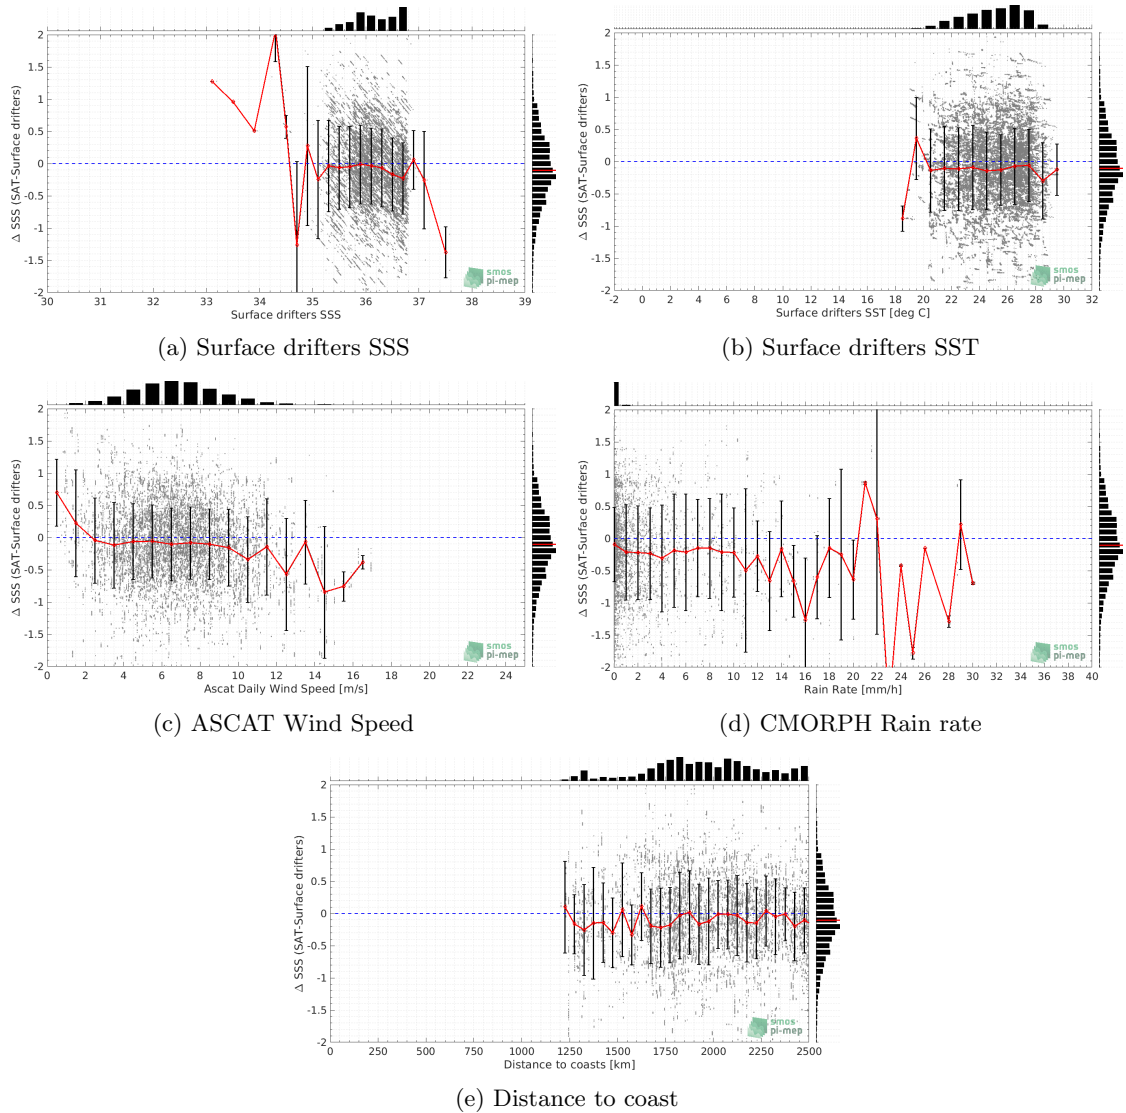 2
1.5
1
0.5
0
-0.5
-1
-1.5
-2
Δ SSS (SAT-Surface drifters)
30 31 32 33 34 35 36 37 38 39
Surface drifters SSS
smos
pi-mep
(a) Surface drifters SSS
2
1.5
1
0.5
0
-0.5
-1
-1.5
-2
Δ SSS (SAT-Surface drifters)
-2 0 2 4 6 8 10 12 14 16 18 20 22 24 26 28 30 32
Surface drifters SST [deg C]
smos
pi-mep
(b) Surface drifters SST
2
1.5
1
0.5
0
-0.5
-1
-1.5
-2
Δ SSS (SAT-Surface drifters)
0 2 4 6 8 10 12 14 16 18 20 22 24
Ascat Daily Wind Speed [m/s]
smos
pi-mep
(c) ASCAT Wind Speed
2
1.5
1
0.5
0
-0.5
-1
-1.5
-2
Δ SSS (SAT-Surface drifters)
0 2 4 6 8 10 12 14 16 18 20 22 24 26 28 30 32 34 36 38 40
Rain Rate [mm/h]
smos
pi-mep
(d) CMORPH Rain rate
2
1.5
1
0.5
0
-0.5
-1
-1.5
-2
Δ SSS (SAT-Surface drifters)
0 250 500 750 1000 1250 1500 1750 2000 2250 2500
Distance to coasts [km]
smos
pi-mep
(e) Distance to coast